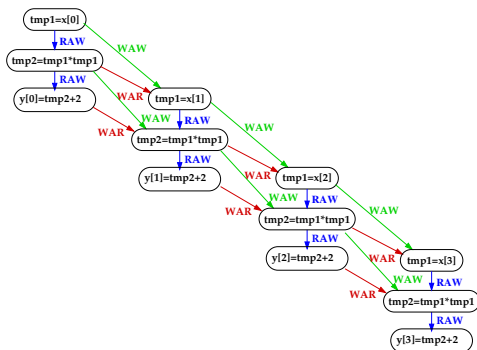 tmp1=x[0]
RAW
WAW
tmp2=tmp1*tmp1
RAW
WAR
y[0]=tmp2+2
tmp1=x[1]
WAR
WAW
RAW
WAW
tmp2=tmp1*tmp1
RAW
WAR
y[1]=tmp2+2
tmp1=x[2]
WAR
WAW
RAW
WAW
tmp2=tmp1*tmp1
RAW
WAR
y[2]=tmp2+2
tmp1=x[3]
WAR
WAW
RAW
tmp2=tmp1*tmp1
RAW
y[3]=tmp2+2